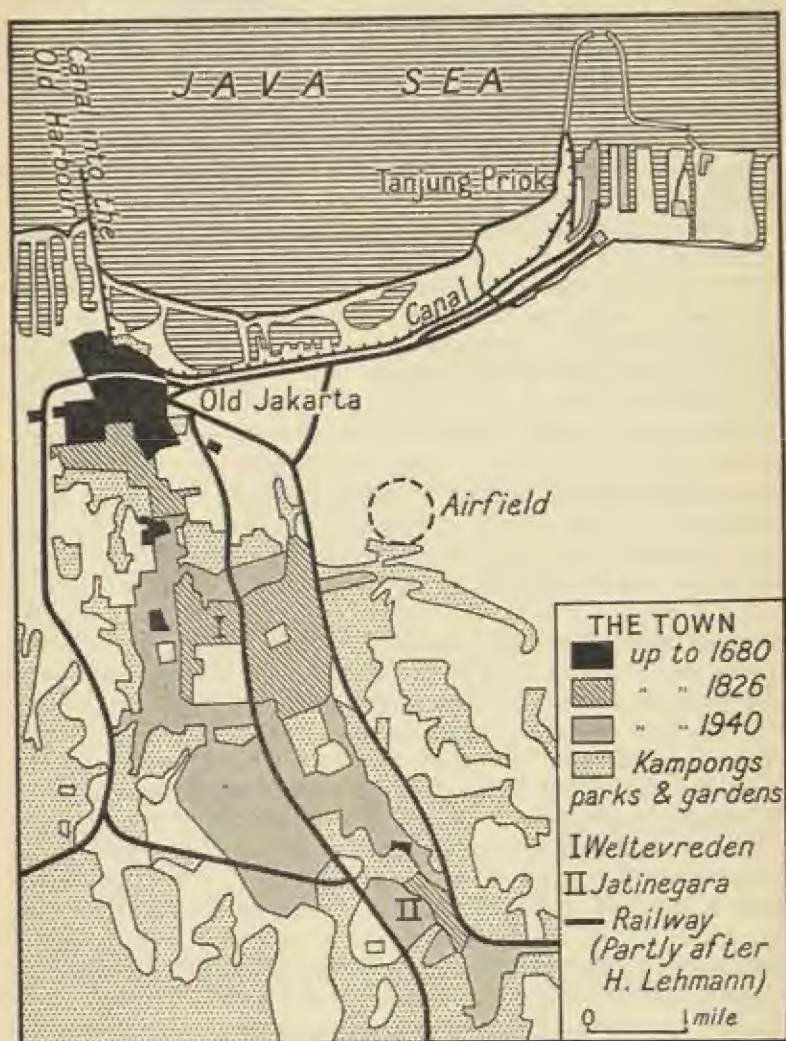 Canal into the
Old Harbour
JAVA SEA
Tanjung Priok
Canal
Old Jakarta
Airfield
I
II
THE TOWN
up to 1680
" " 1826
" " 1940
Kampongs
parks & gardens
I Weltevreden
II Jatinegara
Railway
(Partly after
H. Lehmann)
0 1 mile